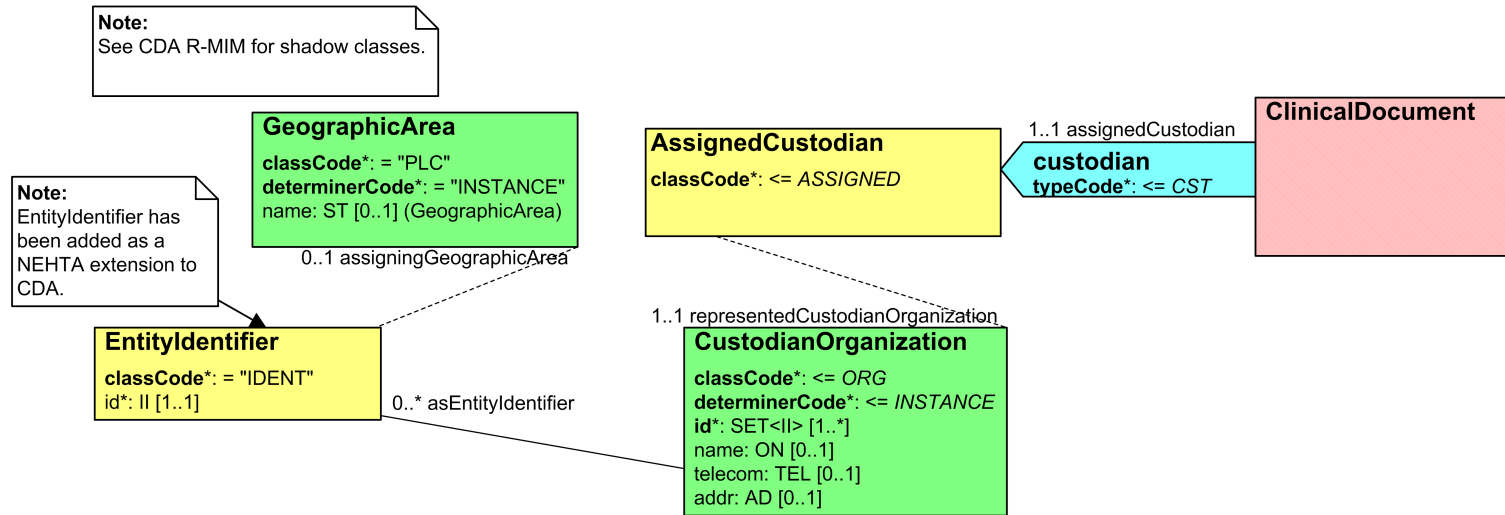 Note:
See CDA R-MIM for shadow classes.
GeographicArea
classCode*: = "PLC"
determinerCode*: = "INSTANCE"
name: ST [0..1] (GeographicArea)
0..1 assigningGeographicArea
Note:
EntityIdentifier has
been added as a
NEHTA extension to
CDA.
EntityIdentifier
classCode*: = "IDENT"
id*: II [1..1]
0..* asEntityIdentifier
AssignedCustodian
classCode*: <= ASSIGNED
1..1 assignedCustodian
custodian
typeCode*: <= CST
ClinicalDocument
1..1 representedCustodianOrganization
CustodianOrganization
classCode*: <= ORG
determinerCode*: <= INSTANCE
id*: SET<II> [1..*]
name: ON [0..1]
telecom: TEL [0..1]
addr: AD [0..1]